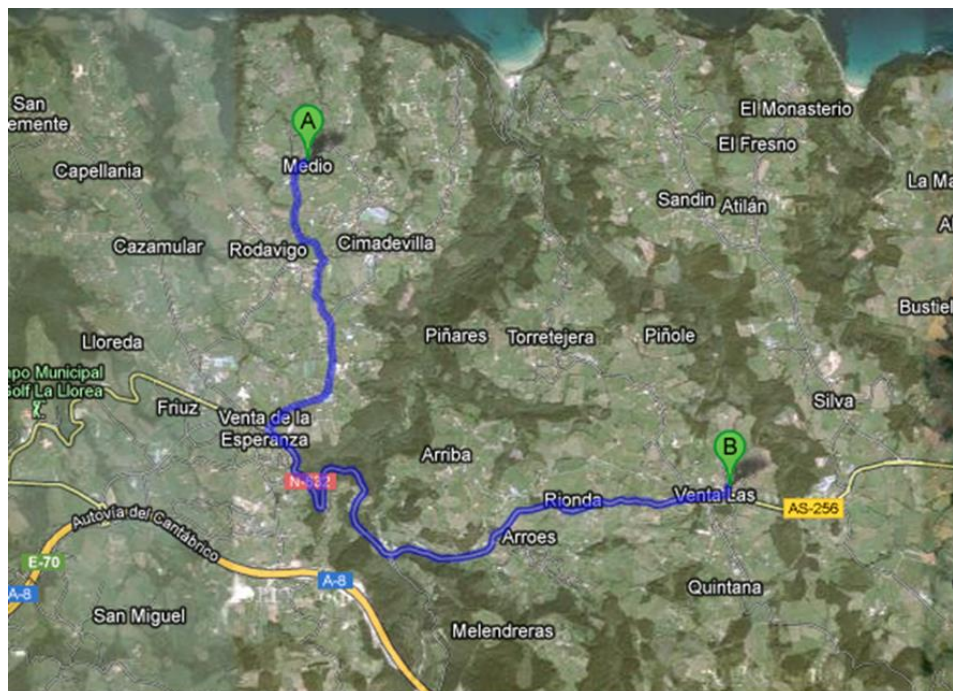 El Monasterio
San
emente
A
El Fresno
Medio
Capellania
La Ma
Sandin
Atilán
Al
Cazamular
Rodavigo
Cimadevilla
Bustiel
Lloreda
Piñares
Torretejera
Piñole
npo Municipal
Golf La Llorea
Friuz
Venta de la
Esperanza
Silva
Arriba
B
N-632
Rionda
Venta Las
AS-256
Autovía del Cantábrico
Arroes
E-70
A-8
A-8
Quintana
San Miguel
Melendreras